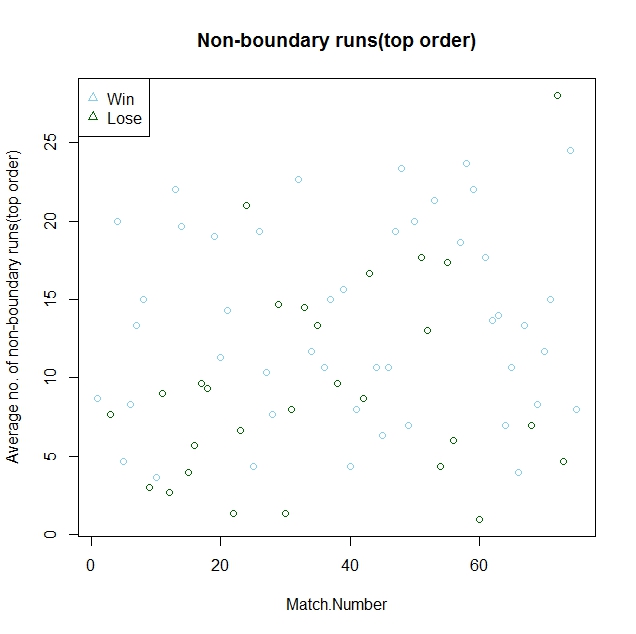 Non-boundary runs(top order)
Win
Lose
Average no. of non-boundary runs(top order)
25
20
15
10
5
0
0 20 40 60
Match.Number